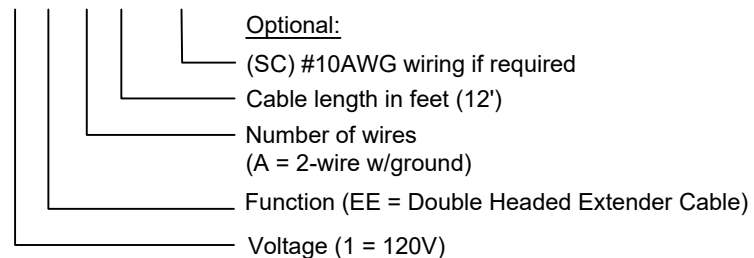 Optional:
(SC) #10AWG wiring if required
Cable length in feet (12')
Number of wires
(A = 2-wire w/ground)
Function (EE = Double Headed Extender Cable)
Voltage (1 = 120V)